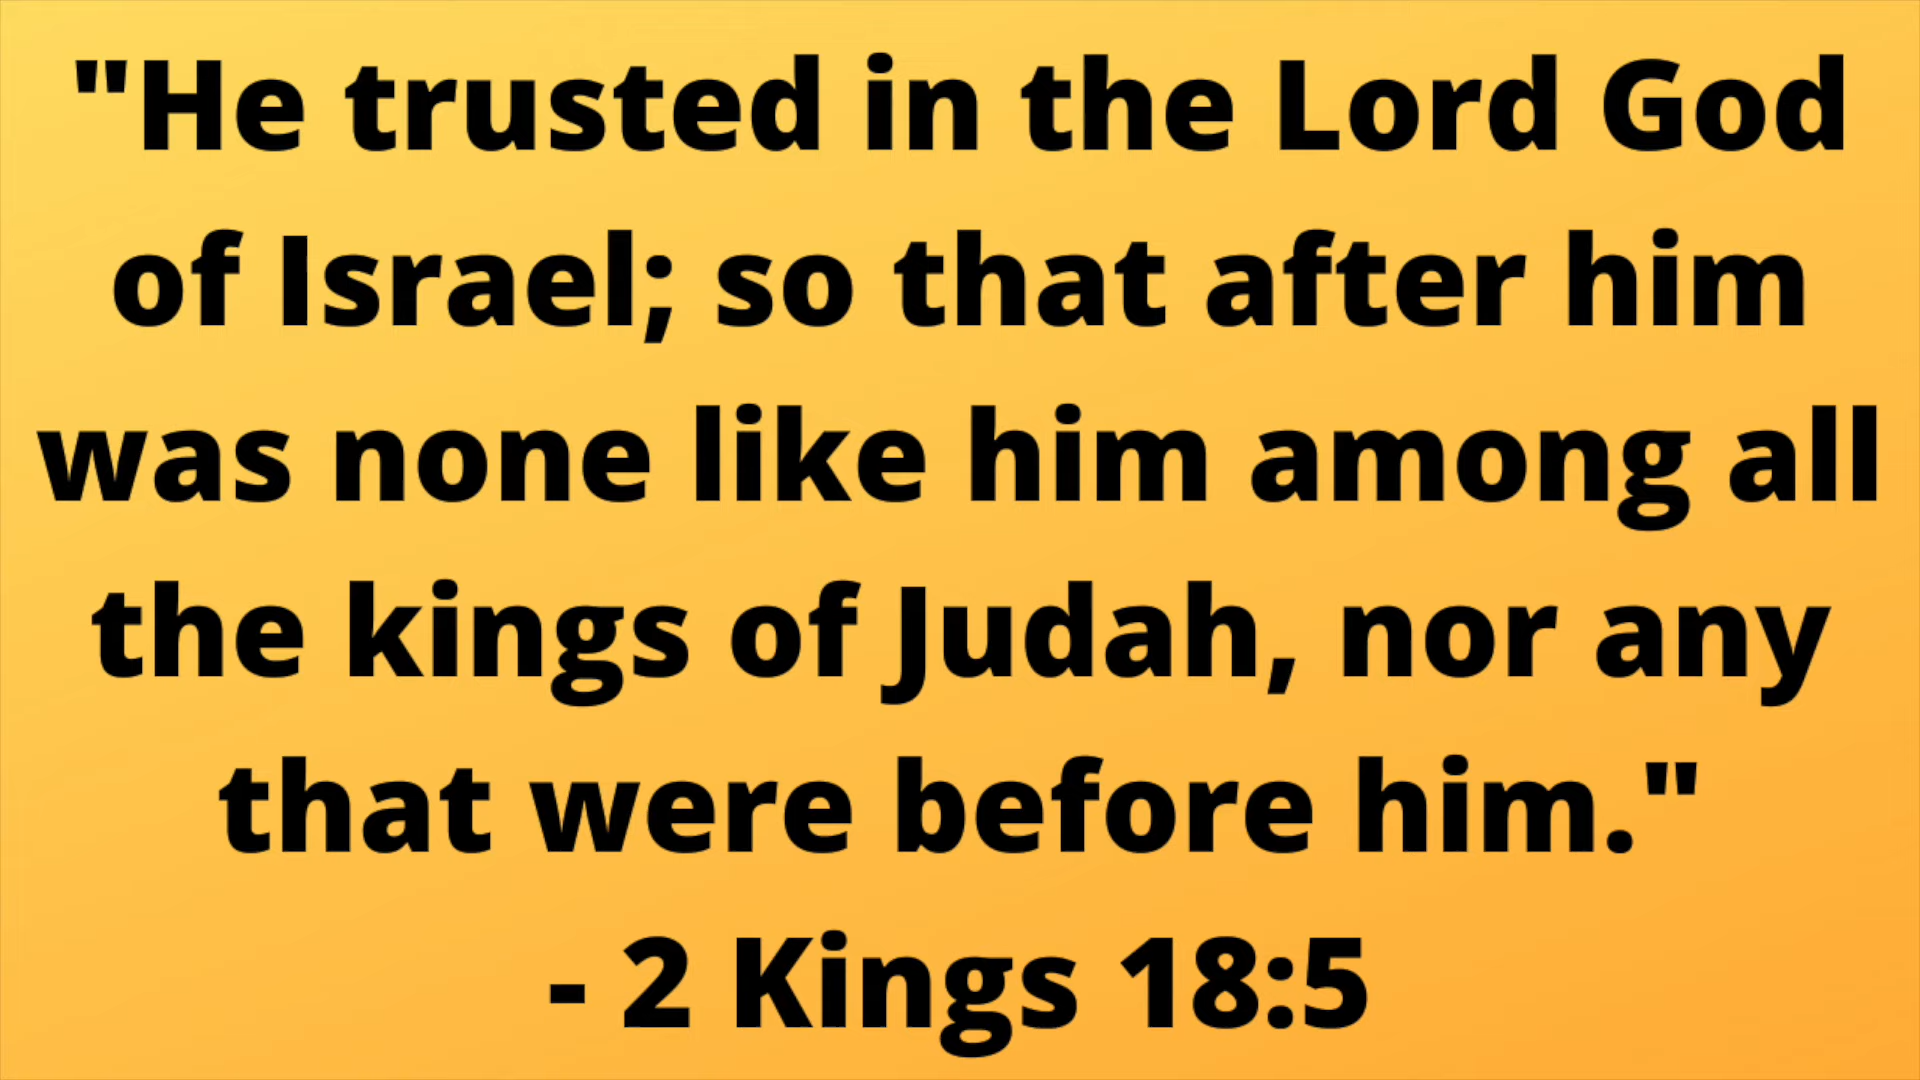 "He trusted in the Lord God
of Israel; so that after him
was none like him among all
the kings of Judah, nor any
that were before him."
- 2 Kings 18:5